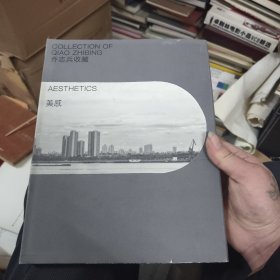 COLLECTION OF
QIAO ZHIBING
乔志兵收藏
AESTHETICS
美感